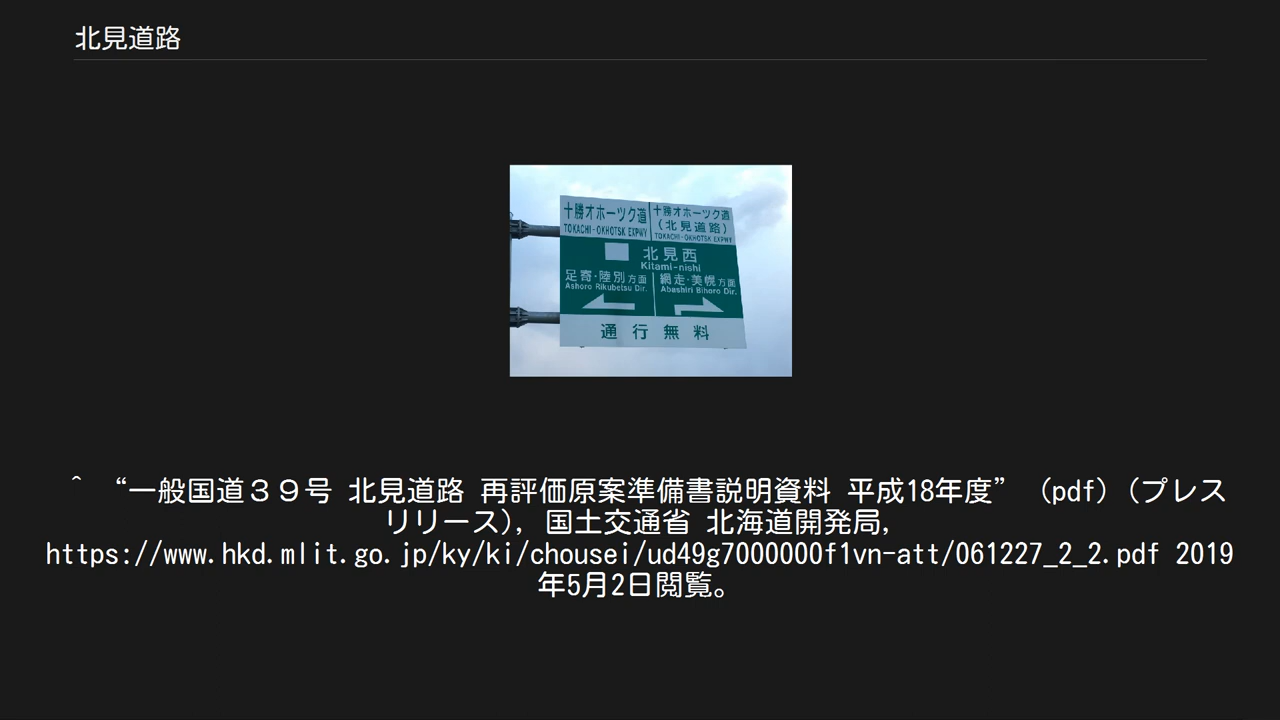 北見道路
十勝オホーツク道 十勝オホーツク道
TOKACHI-OKHOTSK EXPWY (北見道路)
TOKACHI-OKHOTSK EXPWY
北見西
Kitami-nishi
足寄・陸別方面 網走・美幌方面
Ashoro Rikubetsu Dir. Abashiri Bihoro Dir.
通行無料
^ “一般国道３９号 北見道路 再評価原案準備書説明資料 平成18年度” (pdf) (プレス
リリース), 国土交通省 北海道開発局,
https://www.hkd.mlit.go.jp/ky/ki/chousei/ud49g7000000f1vn-att/061227_2_2.pdf 2019
年5月2日閲覧。